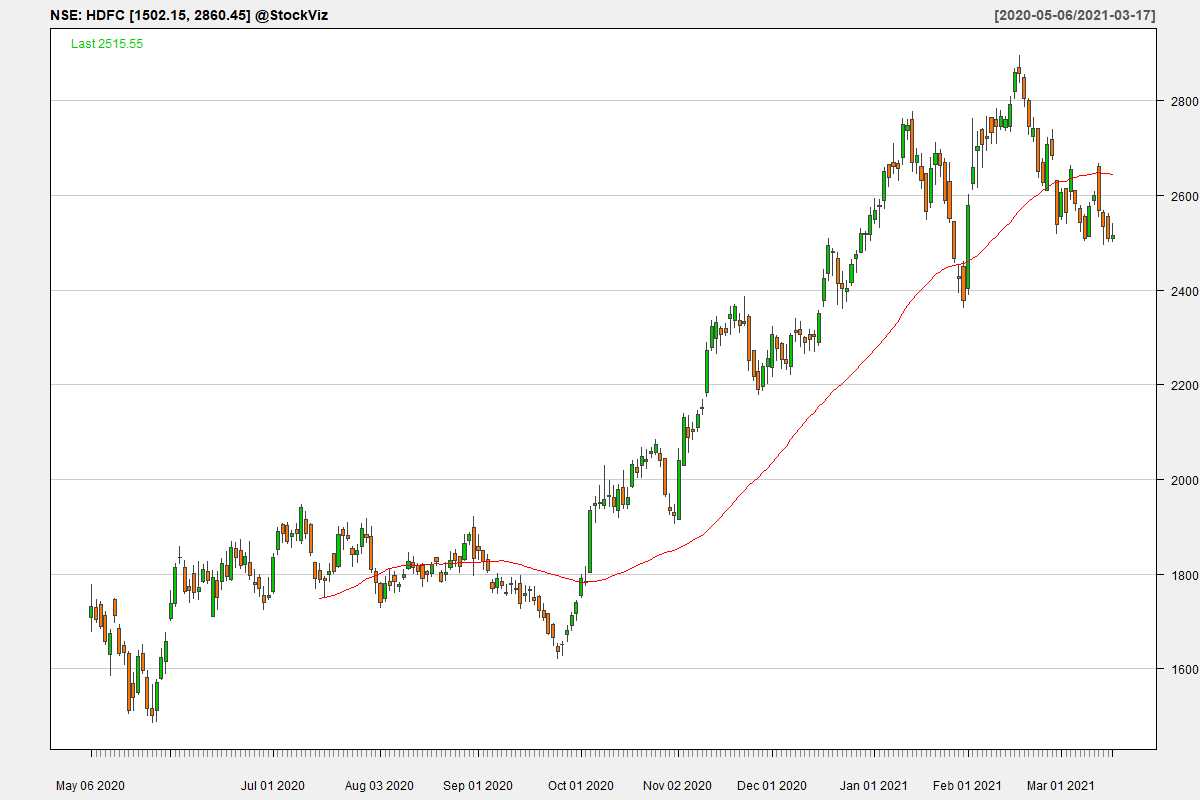 NSE: HDFC [1502.15, 2860.45] @StockViz
[2020-05-06/2021-03-17]
Last 2515.55
2800
2600
2400
2200
2000
1800
1600
May 06 2020
Jul 01 2020
Aug 03 2020
Sep 01 2020
Oct 01 2020
Nov 02 2020
Dec 01 2020
Jan 01 2021
Feb 01 2021
Mar 01 2021